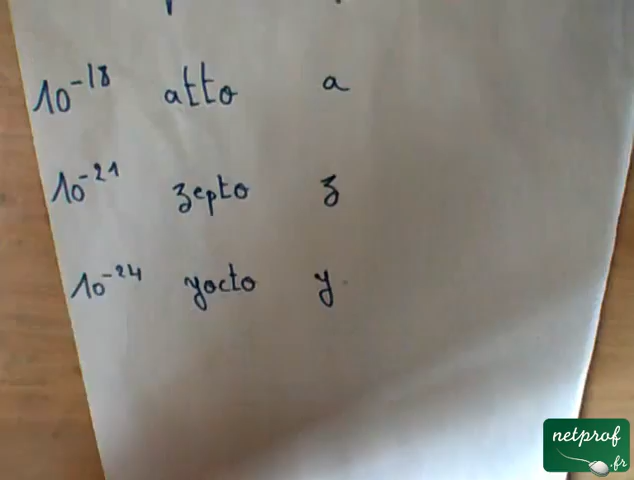 10⁻¹⁸ atto a
10⁻²¹ zepto z
10⁻²⁴ yocto y
netprof
.fr